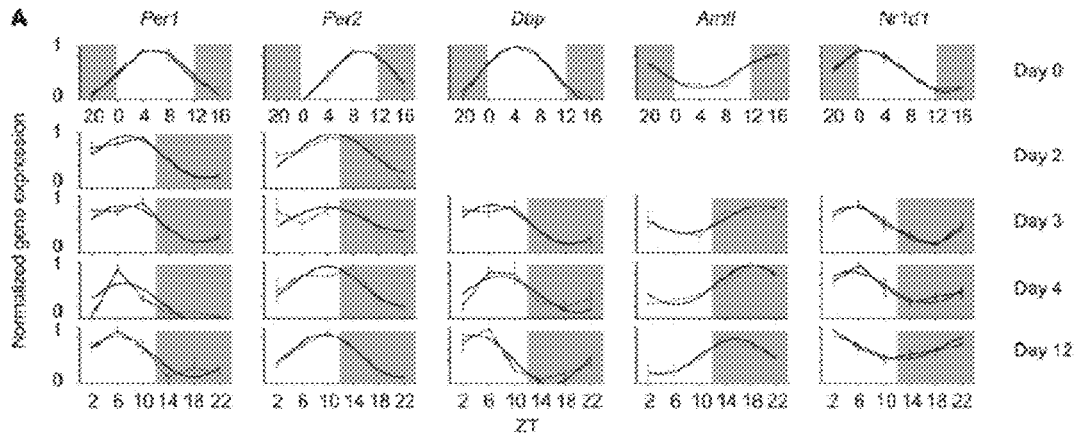 A Per1 Per2 Dbp Arntl Nr1d1
1 Day 0
0
20 0 4 8 12 16 20 0 4 8 12 16 20 0 4 8 12 16 20 0 4 8 12 16 20 0 4 8 12 16
1 Day 2
0
1 Day 3
0
1 Day 4
0
1 Day 12
0
2 6 10 14 18 22 2 6 10 14 18 22 2 6 10 14 18 22 2 6 10 14 18 22 2 6 10 14 18 22
ZT
Normalized gene expression